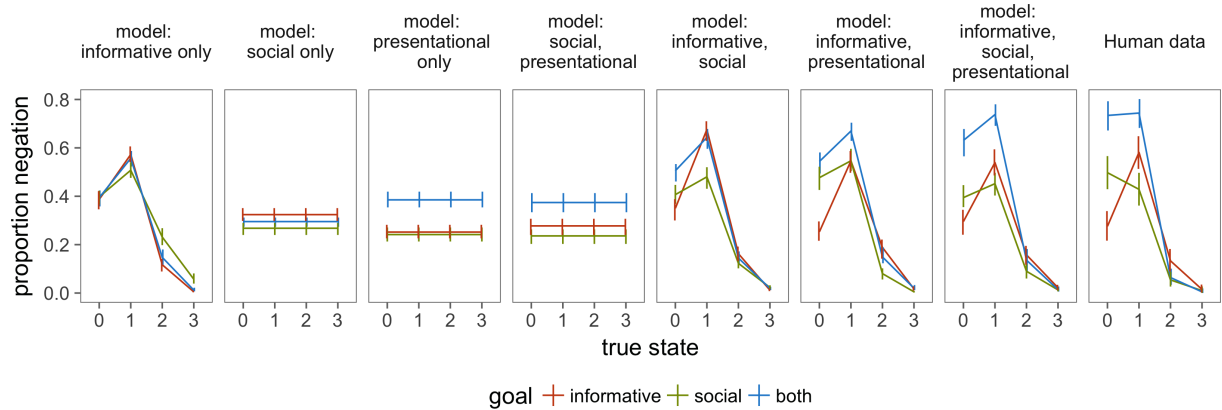 model:
informative only
model:
social only
model:
presentational
only
model:
social,
presentational
model:
informative,
social
model:
informative,
presentational
model:
informative,
social,
presentational
Human data
proportion negation
0.8
0.6
0.4
0.2
0.0
0 1 2 3 0 1 2 3 0 1 2 3 0 1 2 3 0 1 2 3 0 1 2 3 0 1 2 3 0 1 2 3
true state
goal informative social both